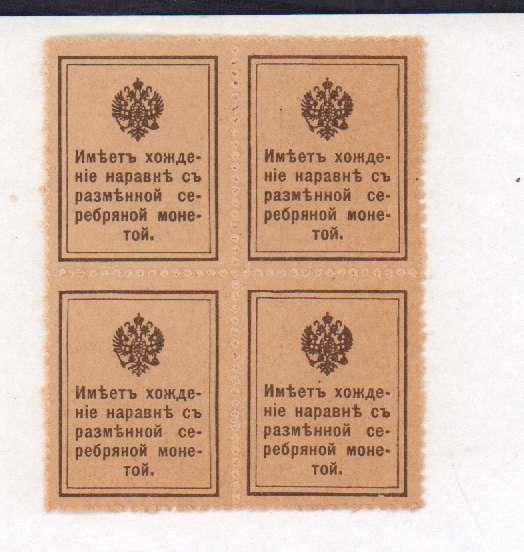 Имѣетъ хожде-
ніе наравнѣ съ
размѣнной се-
ребряной моне-
той.
Имѣетъ хожде-
ніе наравнѣ съ
размѣнной се-
ребряной моне-
той.
Имѣетъ хожде-
ніе наравнѣ съ
размѣнной се-
ребряной моне-
той.
Имѣетъ хожде-
ніе наравнѣ съ
размѣнной се-
ребряной моне-
той.